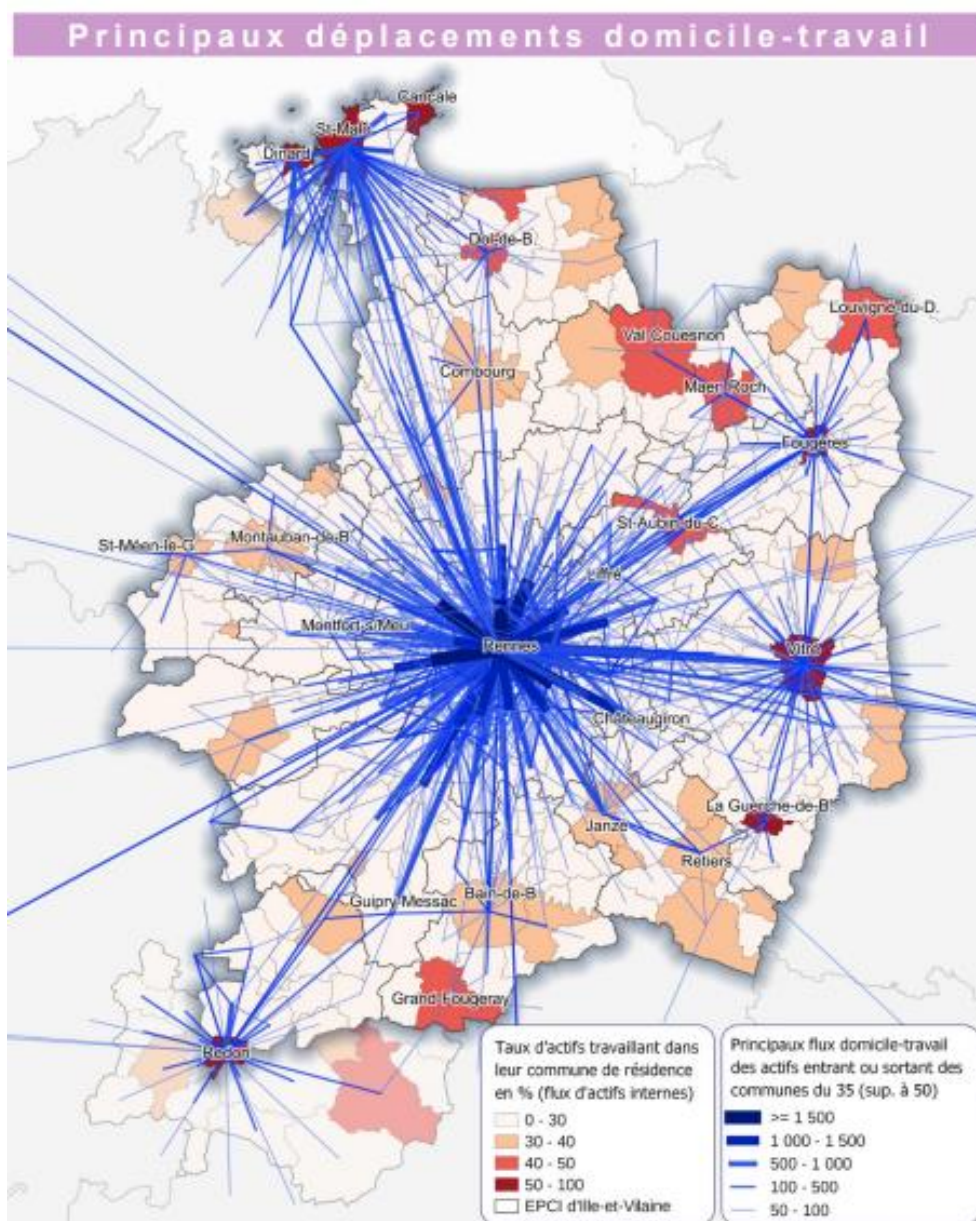 Principaux déplacements domicile-travail
Cancale
St-Malo
Dinard
Dol-de-B.
Louvigné-du-D.
Val Couesnon
Maen Roch
Combourg
Fougères
St-Aubin-du-C.
St-Méen-le-G.
Montauban-de-B.
Liffré
Montfort-s/Meu
Rennes
Vitré
Châteaugiron
La Guerche-de-B.
Janzé
Retiers
Guipry-Messac
Bain-de-B.
Grand-Fougeray
Redon
Taux d'actifs travaillant dans
leur commune de résidence
en % (flux d'actifs internes)
0 - 30
30 - 40
40 - 50
50 - 100
EPCI d'Ille-et-Vilaine
Principaux flux domicile-travail
des actifs entrant ou sortant des
communes du 35 (sup. à 50)
>= 1 500
1 000 - 1 500
500 - 1 000
100 - 500
50 - 100